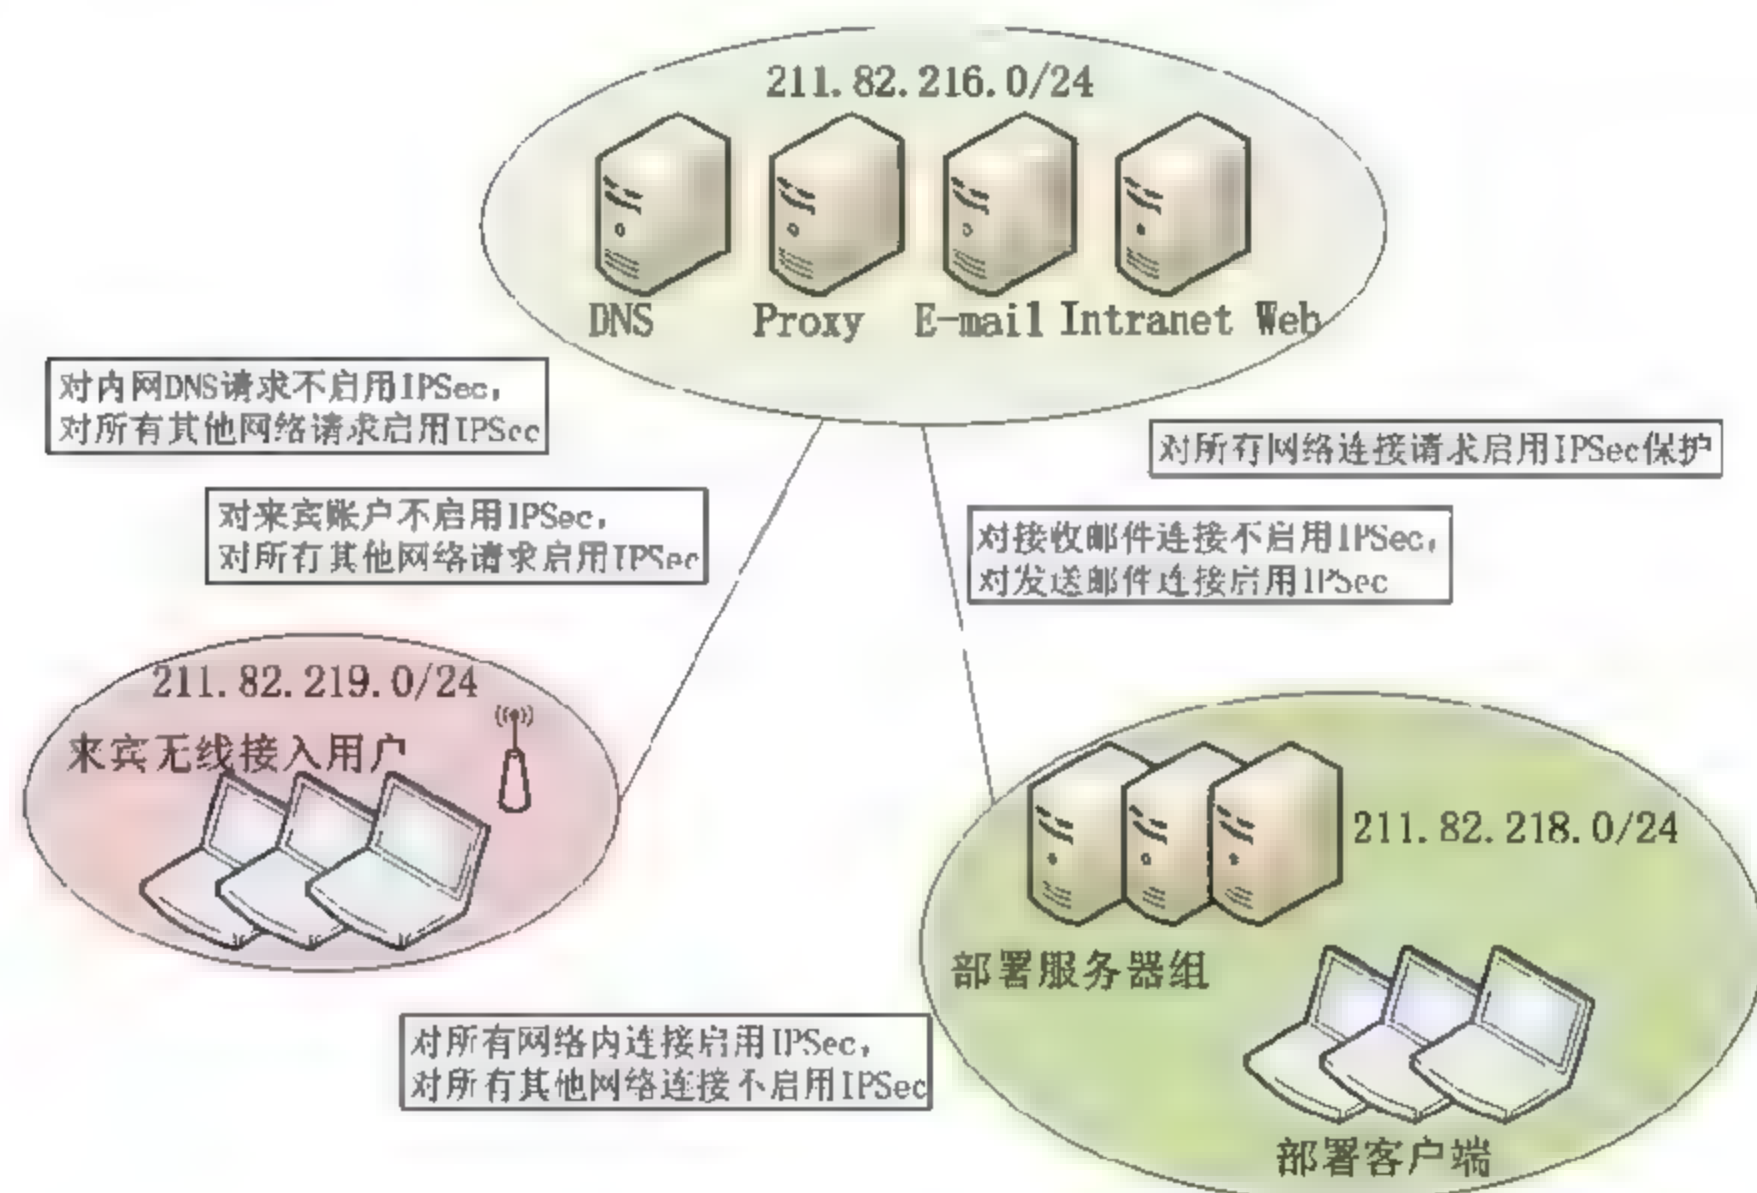 211.82.216.0/24
DNS Proxy E-mail Intranet Web
对内网DNS请求不启用IPSec,
对所有其他网络请求启用IPSec
对所有网络连接请求启用IPSec保护
对来宾账户不启用IPSec,
对所有其他网络请求启用IPSec
对接收邮件连接不启用IPSec,
对发送邮件连接启用IPSec
211.82.219.0/24
来宾无线接入用户
211.82.218.0/24
部署服务器组
对所有网络内连接启用IPSec,
对所有其他网络连接不启用IPSec
部署客户端